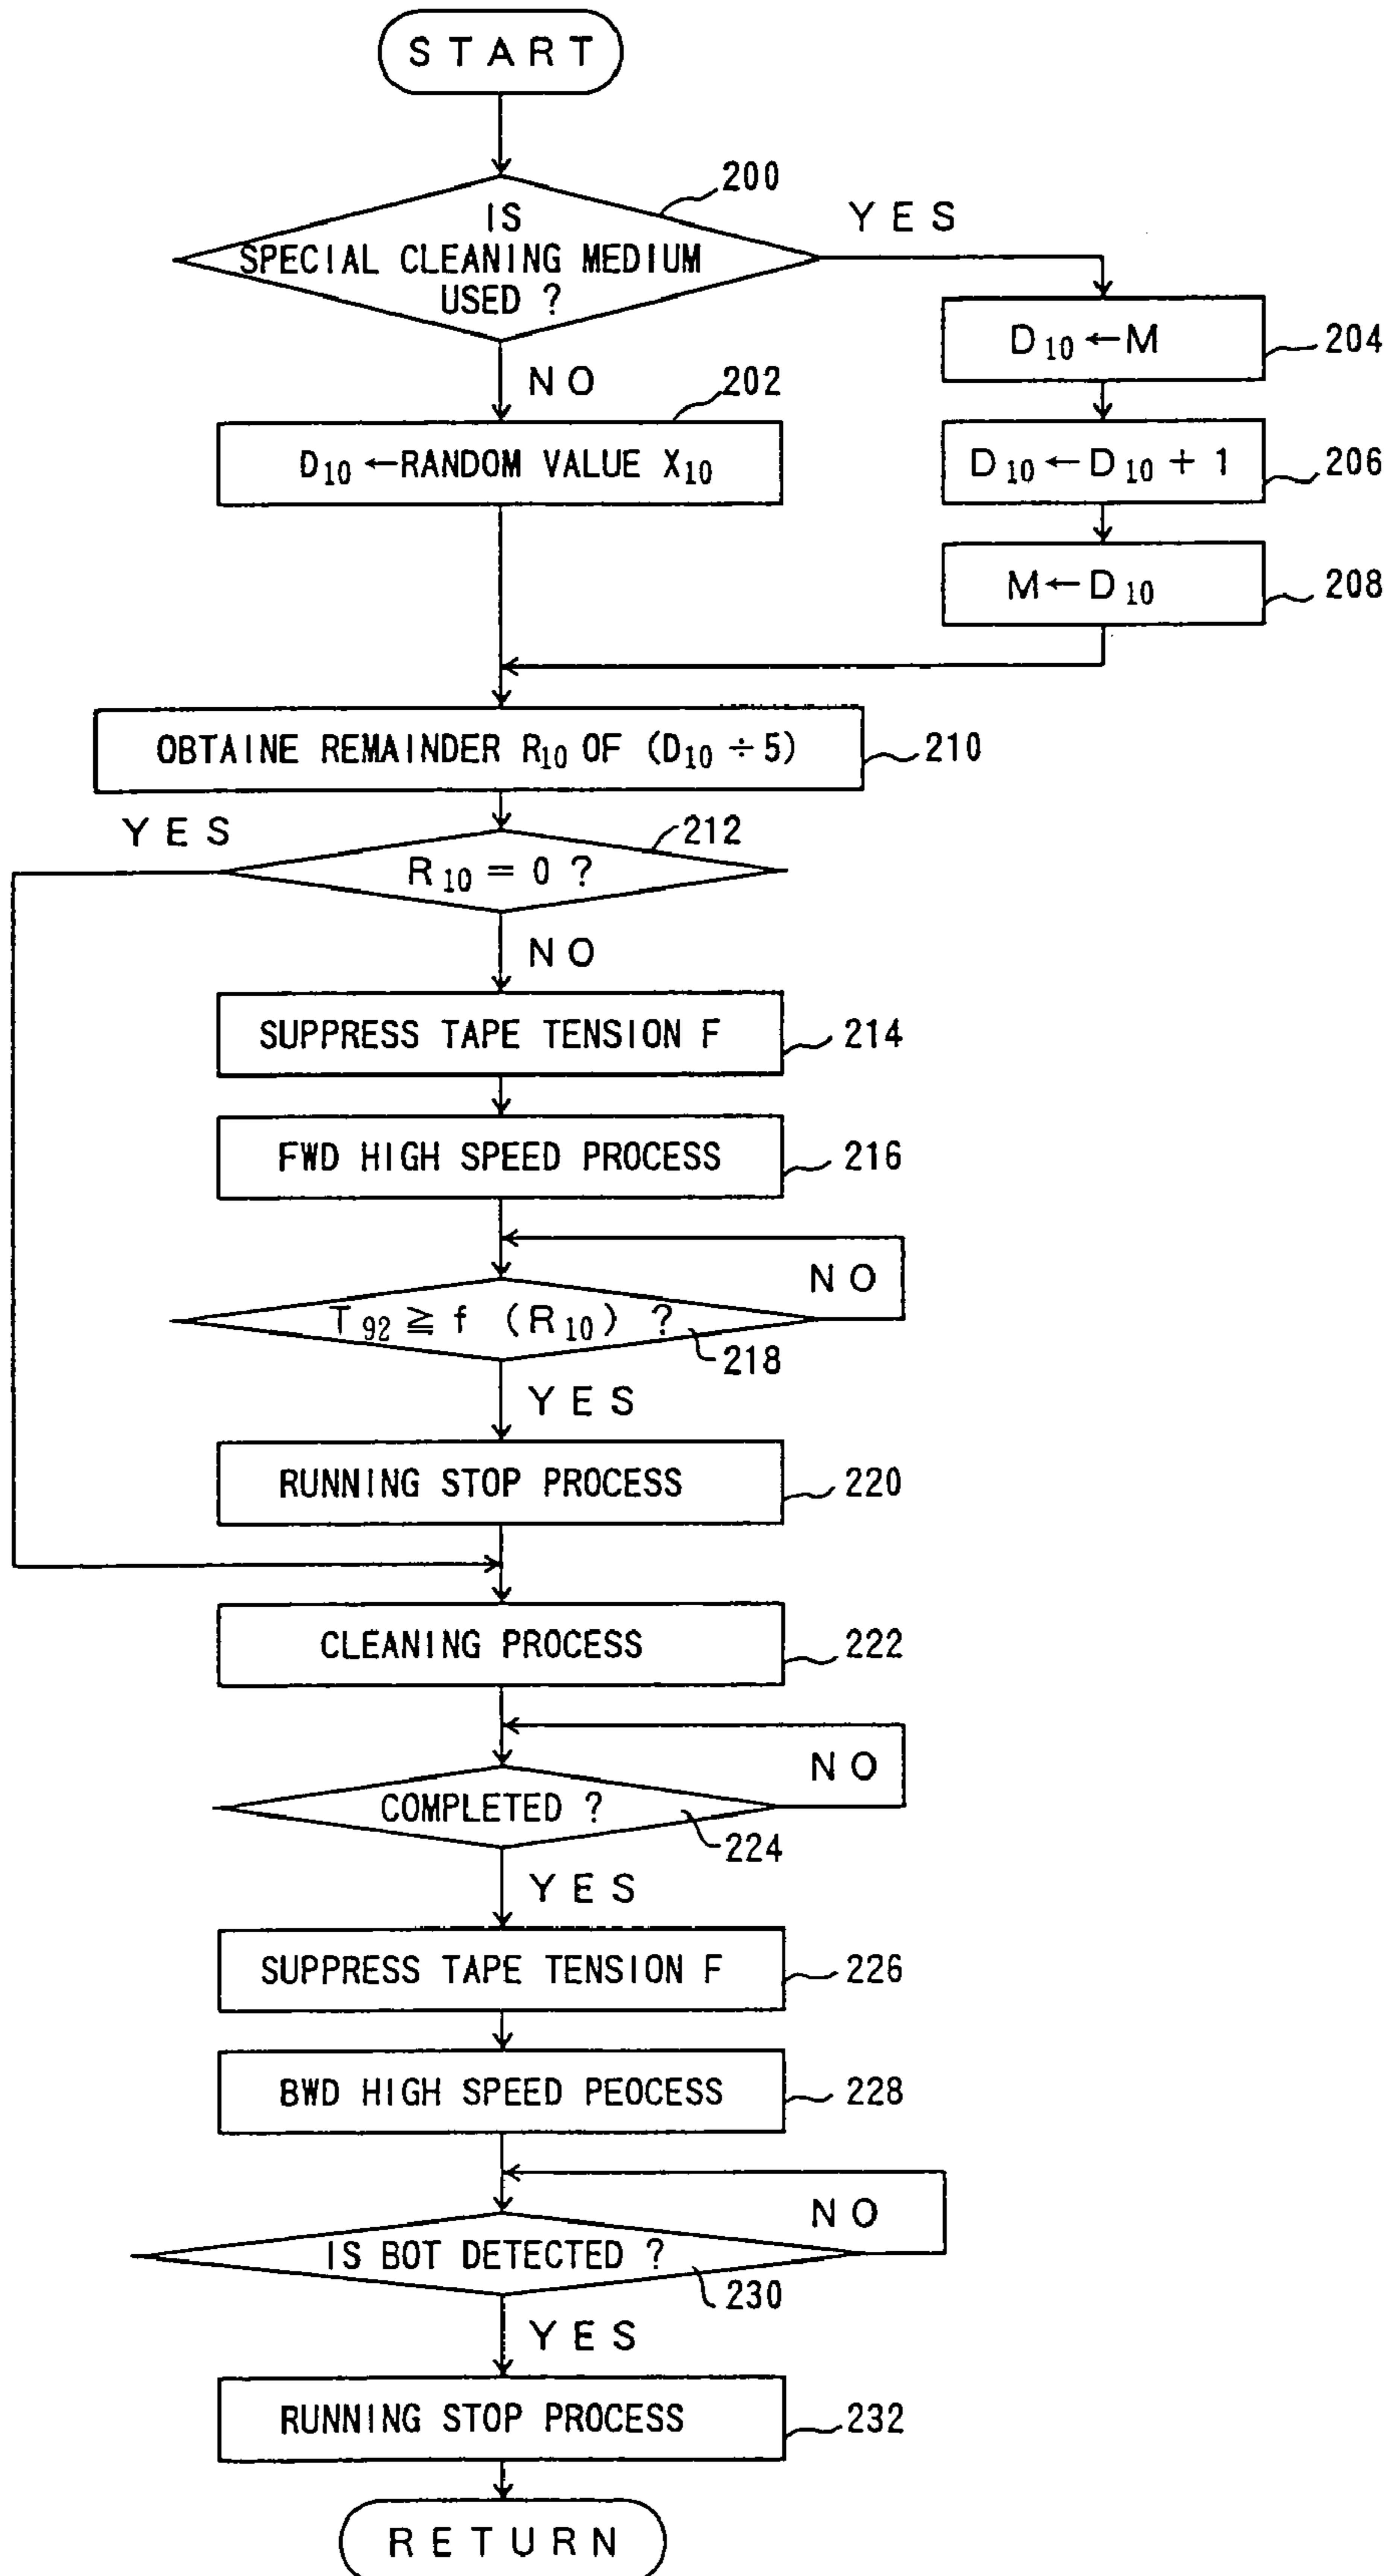 START
200
IS
SPECIAL CLEANING MEDIUM
USED ?
YES
D10 ←M
204
NO
202
D10 ←RANDOM VALUE X10
D10 ←D10 + 1
206
M←D10
208
OBTAINE REMAINDER R10 OF (D10 ÷ 5)
210
YES
212
R10 = 0 ?
NO
SUPPRESS TAPE TENSION F
214
FWD HIGH SPEED PROCESS
216
NO
T92 ≧ f (R10) ?
218
YES
RUNNING STOP PROCESS
220
CLEANING PROCESS
222
NO
COMPLETED ?
224
YES
SUPPRESS TAPE TENSION F
226
BWD HIGH SPEED PEOCESS
228
NO
IS BOT DETECTED ?
230
YES
RUNNING STOP PROCESS
232
RETURN